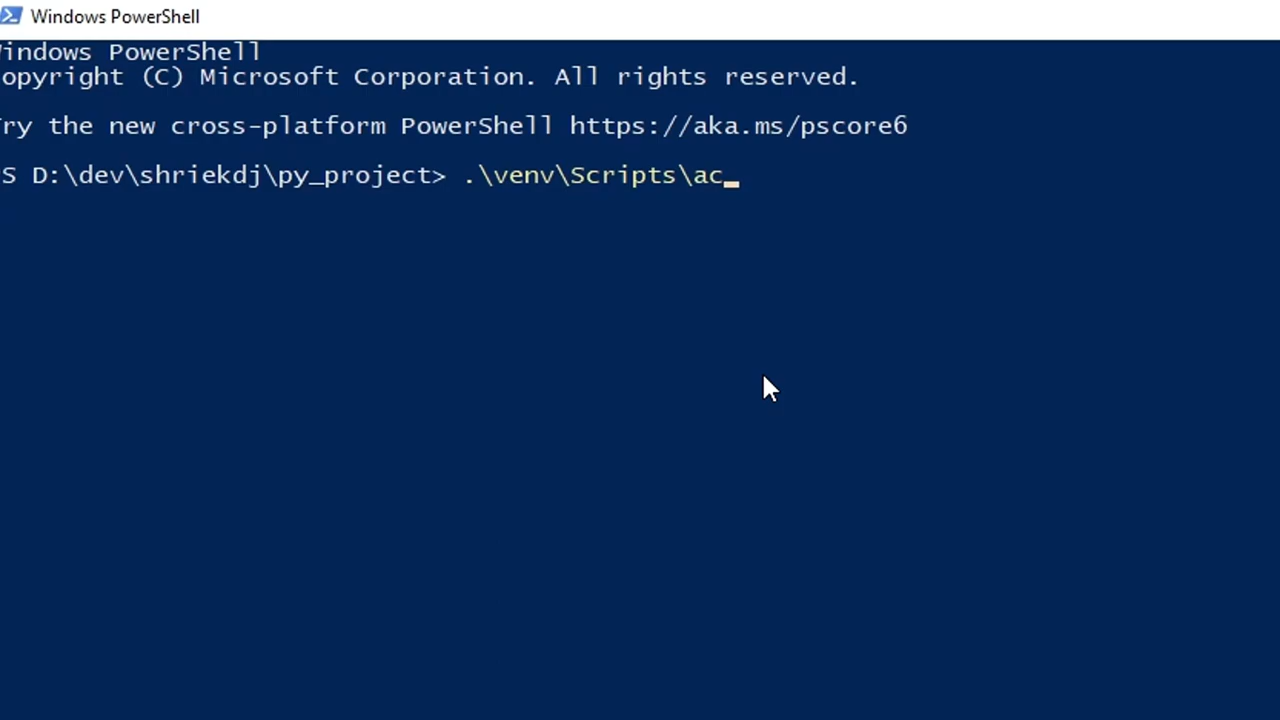 Windows PowerShell
indows PowerShell
opyright (C) Microsoft Corporation. All rights reserved.
Try the new cross-platform PowerShell https://aka.ms/pscore6
S D:\dev\shriekdj\py_project> .\venv\Scripts\ac